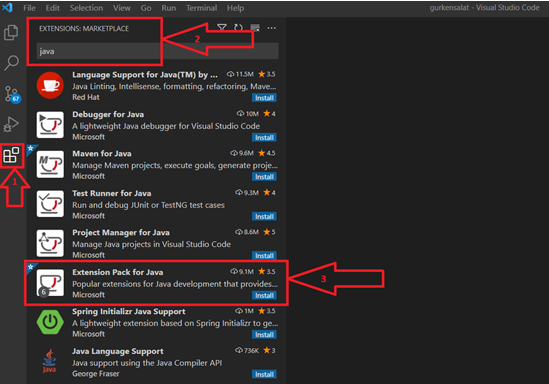 File Edit Selection View Go Run Terminal Help gurkensalat - Visual Studio Code
EXTENSIONS: MARKETPLACE
2
java
Language Support for Java(TM) by ... 11.5M 3.5
Java Linting, Intellisense, formatting, refactoring, Mave...
Red Hat Install
67
Debugger for Java 10M 4
A lightweight Java debugger for Visual Studio Code
Microsoft Install
Maven for Java 9.6M 4.5
Manage Maven projects, execute goals, generate proje...
Microsoft Install
1
Test Runner for Java 9.3M 4
Run and debug JUnit or TestNG test cases
Microsoft Install
Project Manager for Java 8.6M 5
Manage Java projects in Visual Studio Code
Microsoft Install
Extension Pack for Java 9.1M 3.5
Popular extensions for Java development that provides...
6
Microsoft Install
3
Spring Initializr Java Support 1M 3.5
A lightweight extension based on Spring Initializr to ge...
Microsoft Install
Java Language Support 736K 3
Java support using the Java Compiler API
George Fraser Install
Java